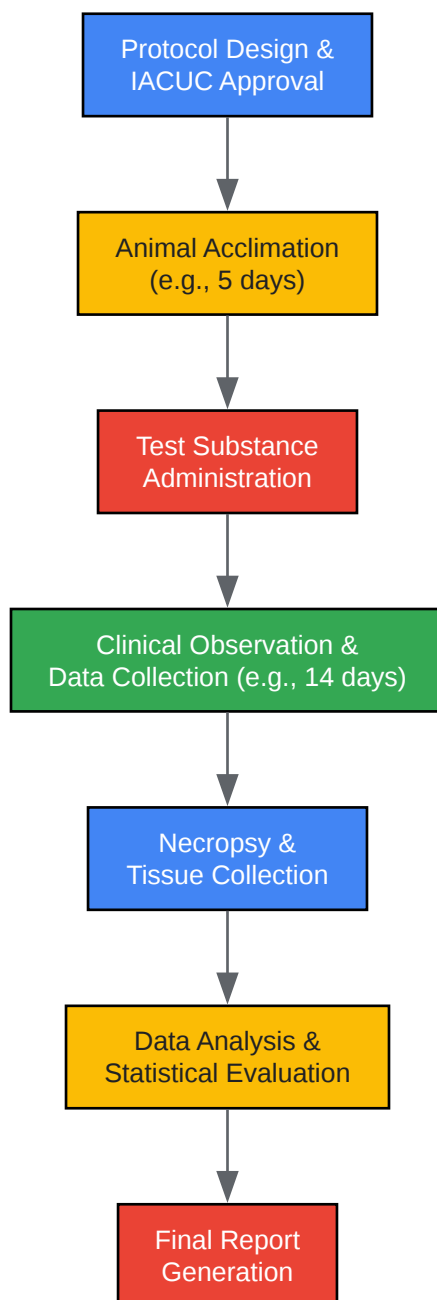 Protocol Design &
IACUC Approval
Animal Acclimation
(e.g., 5 days)
Test Substance
Administration
Clinical Observation &
Data Collection (e.g., 14 days)
Necropsy &
Tissue Collection
Data Analysis &
Statistical Evaluation
Final Report
Generation